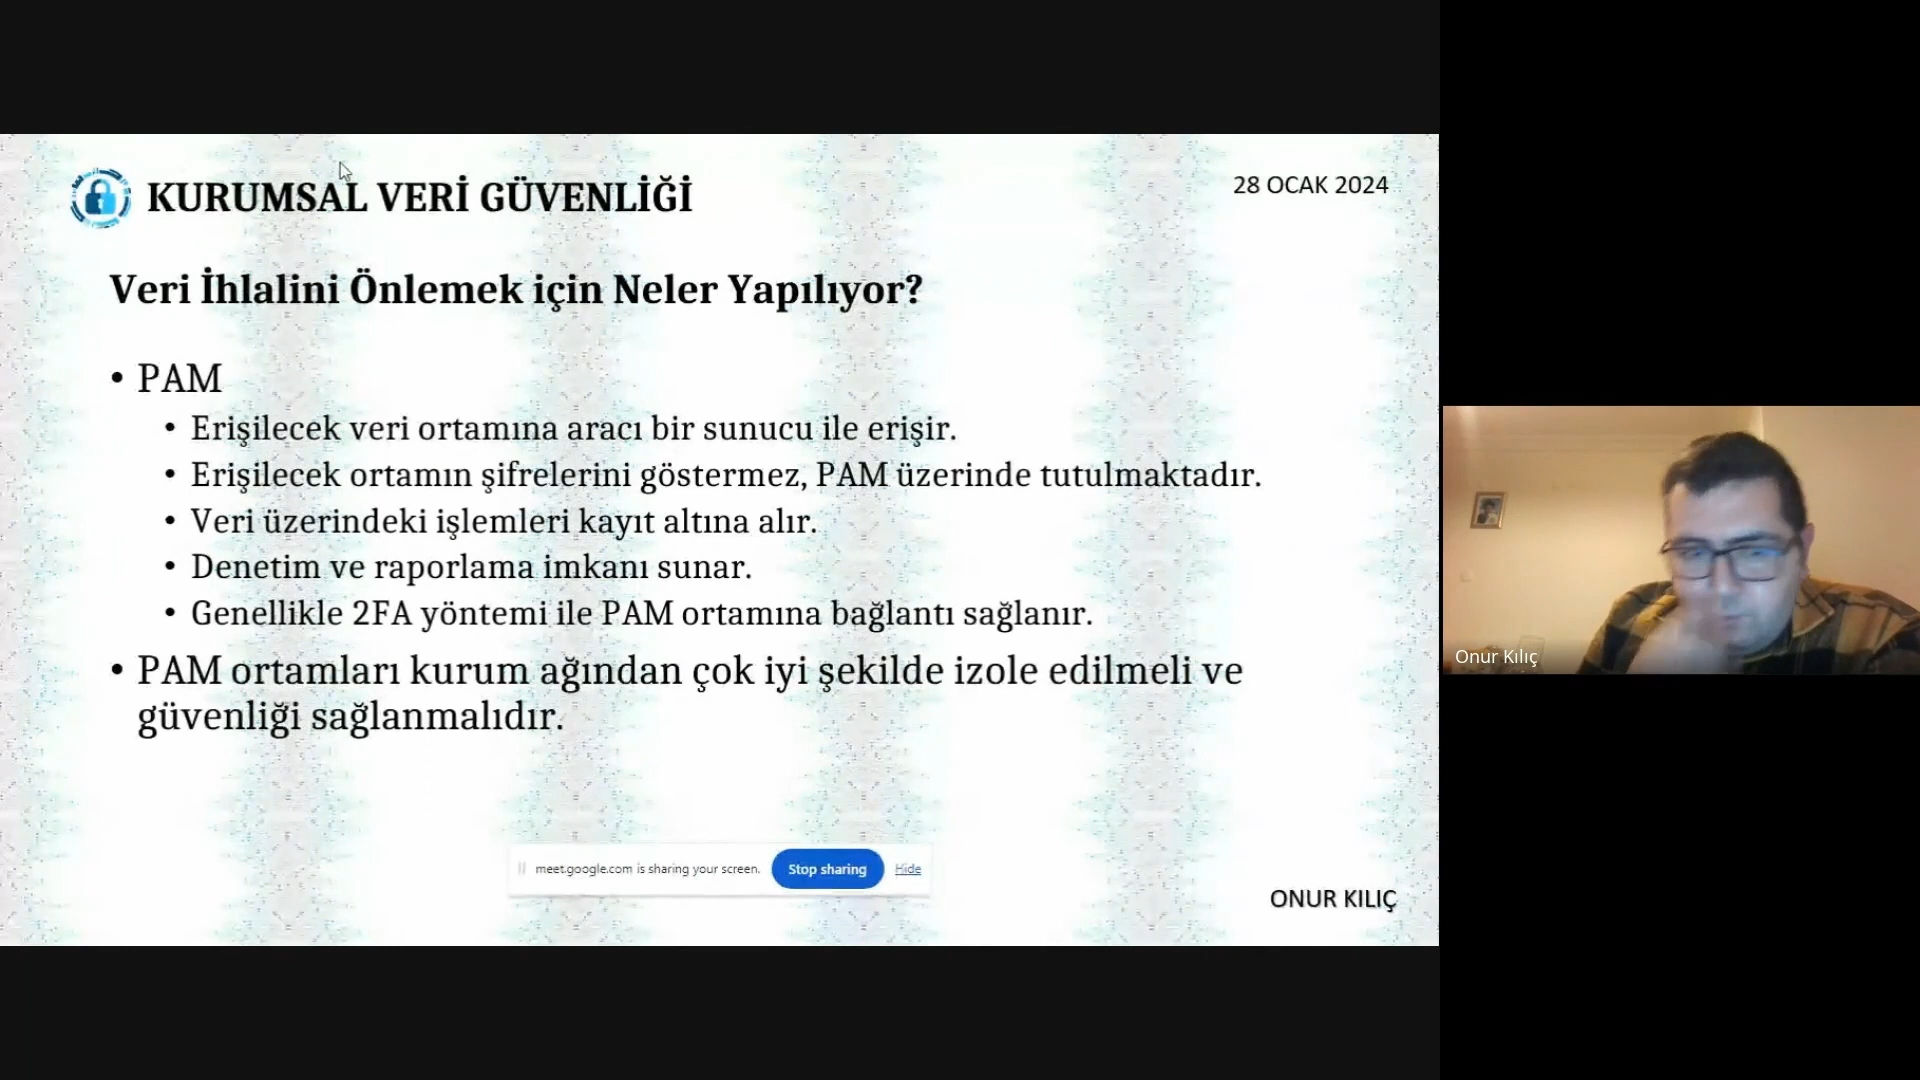 KURUMSAL VERİ GÜVENLİĞİ
28 OCAK 2024
Veri İhlalini Önlemek için Neler Yapılıyor?
• PAM
• Erişilecek veri ortamına aracı bir sunucu ile erişir.
• Erişilecek ortamın şifrelerini göstermez, PAM üzerinde tutulmaktadır.
• Veri üzerindeki işlemleri kayıt altına alır.
• Denetim ve raporlama imkanı sunar.
• Genellikle 2FA yöntemi ile PAM ortamına bağlantı sağlanır.
• PAM ortamları kurum ağından çok iyi şekilde izole edilmeli ve
güvenliği sağlanmalıdır.
meet.google.com is sharing your screen. Stop sharing Hide
ONUR KILIÇ
Onur Kılıç